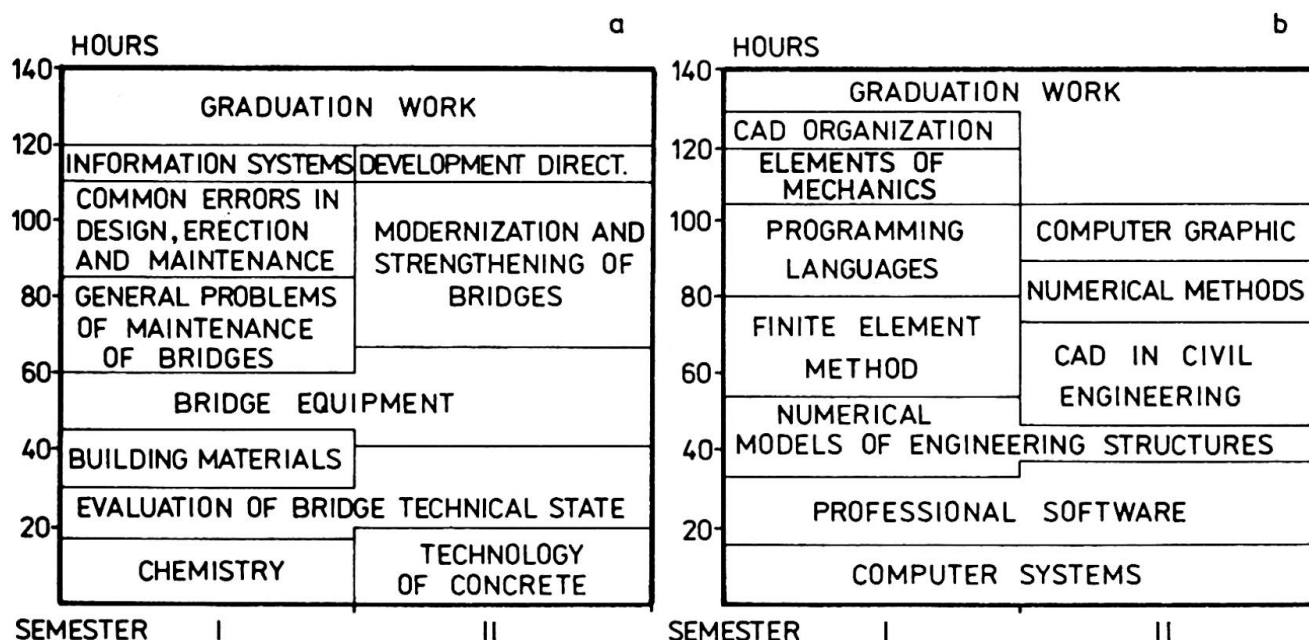 a
HOURS
140
120
100
80
60
40
20
GRADUATION WORK
INFORMATION SYSTEMS
DEVELOPMENT DIRECT.
COMMON ERRORS IN
DESIGN, ERECTION
AND MAINTENANCE
MODERNIZATION AND
STRENGTHENING OF
BRIDGES
GENERAL PROBLEMS
OF MAINTENANCE
OF BRIDGES
BRIDGE EQUIPMENT
BUILDING MATERIALS
EVALUATION OF BRIDGE TECHNICAL STATE
CHEMISTRY
TECHNOLOGY
OF CONCRETE
SEMESTER I II
b
HOURS
140
120
100
80
60
40
20
GRADUATION WORK
CAD ORGANIZATION
ELEMENTS OF
MECHANICS
PROGRAMMING
LANGUAGES
COMPUTER GRAPHIC
NUMERICAL METHODS
FINITE ELEMENT
METHOD
CAD IN CIVIL
ENGINEERING
NUMERICAL
MODELS OF ENGINEERING STRUCTURES
PROFESSIONAL SOFTWARE
COMPUTER SYSTEMS
SEMESTER I II